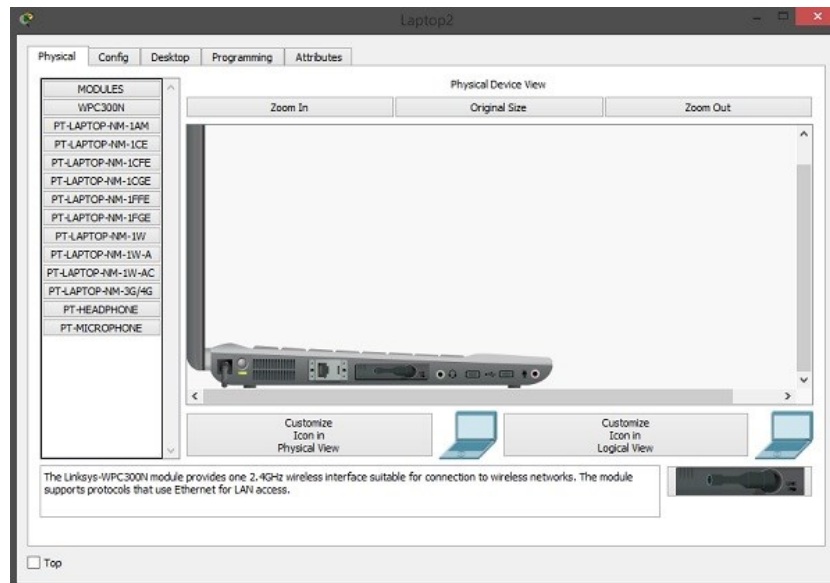 Laptop2
Physical Config Desktop Programming Attributes
MODULES
WPC300N
PT-LAPTOP-NM-1AM
PT-LAPTOP-NM-1CE
PT-LAPTOP-NM-1CFE
PT-LAPTOP-NM-1CGE
PT-LAPTOP-NM-1FFE
PT-LAPTOP-NM-1FGE
PT-LAPTOP-NM-1W
PT-LAPTOP-NM-1W-A
PT-LAPTOP-NM-1W-AC
PT-LAPTOP-NM-3G/4G
PT-HEADPHONE
PT-MICROPHONE
Physical Device View
Zoom In Original Size Zoom Out
Customize
Icon in
Physical View
Customize
Icon in
Logical View
The Linksys-WPC300N module provides one 2.4GHz wireless interface suitable for connection to wireless networks. The module
supports protocols that use Ethernet for LAN access.
Top